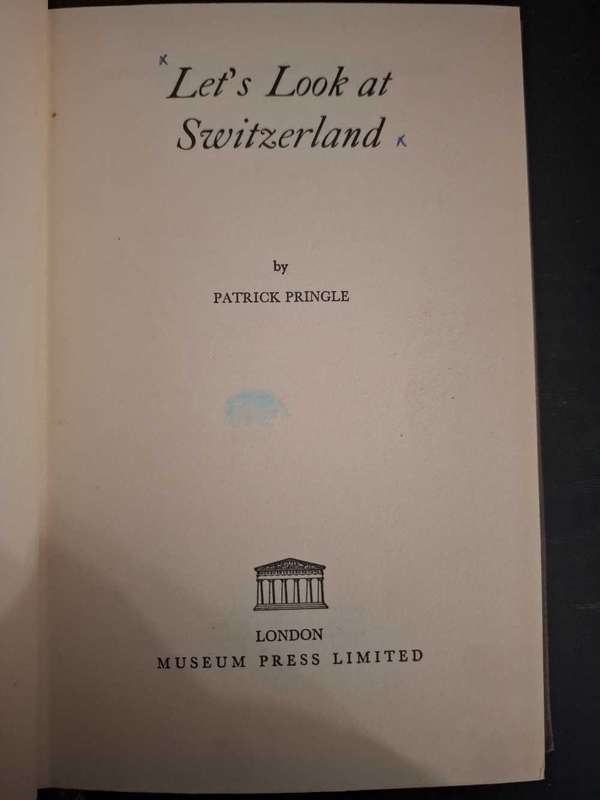 Let's Look at
Switzerland
by
PATRICK PRINGLE
LONDON
MUSEUM PRESS LIMITED